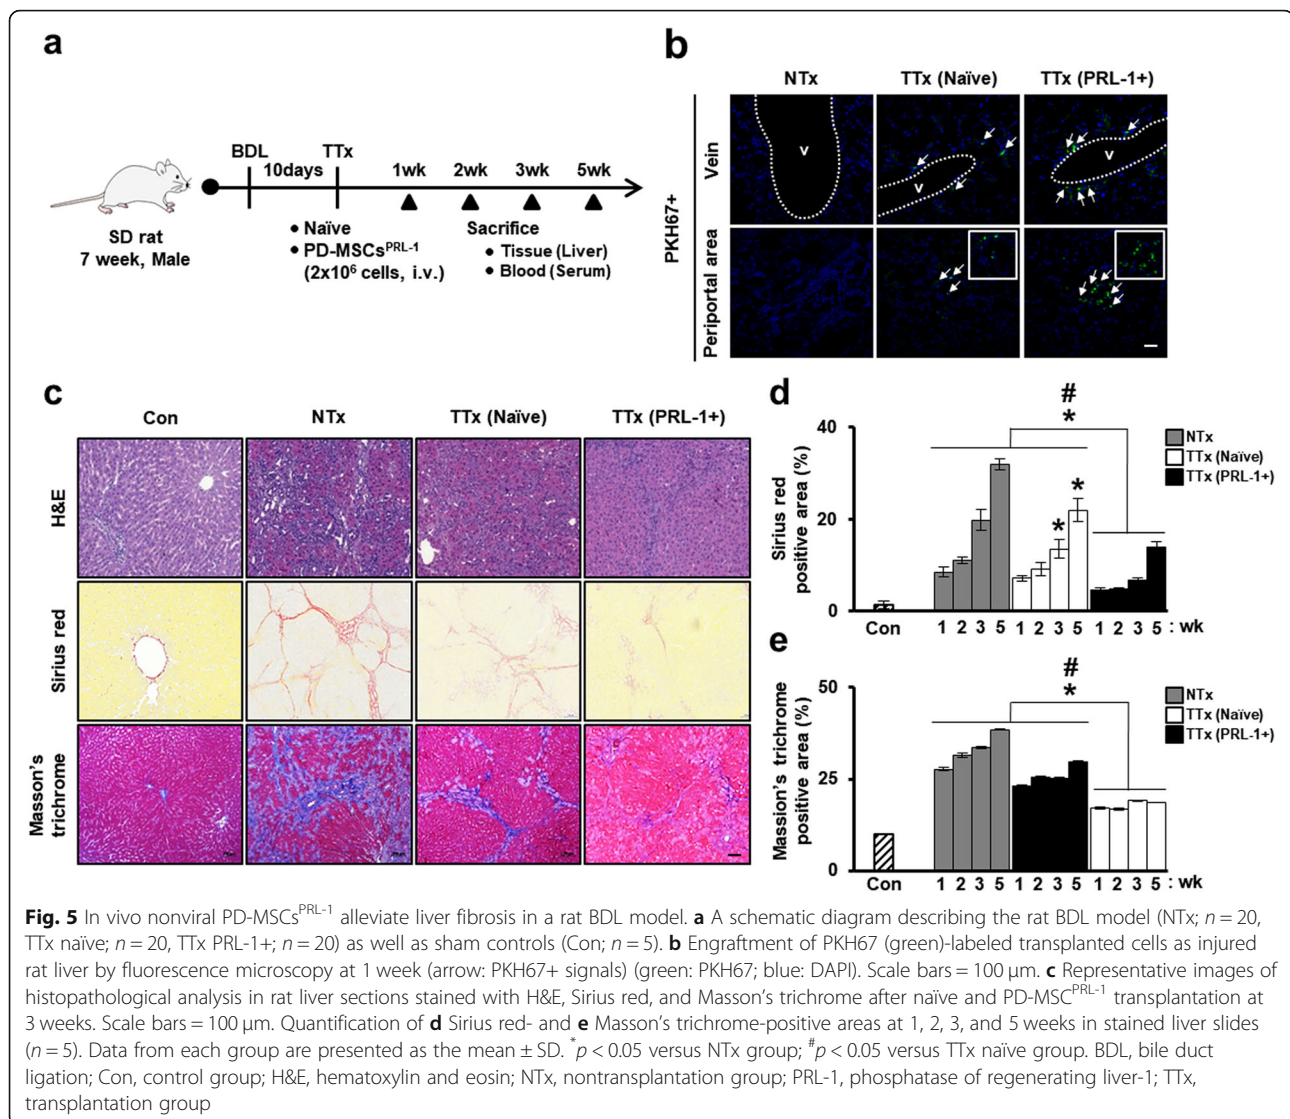 a
BDL
TTx
10days
1wk
2wk
3wk
5wk
SD rat
7 week, Male
● Naïve
● PD-MSCsPRL-1
(2x10⁶ cells, i.v.)
Sacrifice
● Tissue (Liver)
● Blood (Serum)
b
NTx
TTx (Naïve)
TTx (PRL-1+)
PKH67+
Vein
V
V
V
Periportal area
c
Con
NTx
TTx (Naïve)
TTx (PRL-1+)
H&E
Sirius red
Masson's
trichrome
d
#
*
Sirius red
positive area (%)
40
20
0
*
*
NTx
TTx (Naïve)
TTx (PRL-1+)
Con
1 2 3 5 1 2 3 5 1 2 3 5 : wk
e
#
*
Massion's trichrome
positive area (%)
50
25
0
NTx
TTx (Naïve)
TTx (PRL-1+)
Con
1 2 3 5 1 2 3 5 1 2 3 5 : wk
Fig. 5 In vivo nonviral PD-MSCsPRL-1 alleviate liver fibrosis in a rat BDL model. a A schematic diagram describing the rat BDL model (NTx; n = 20,
TTx naïve; n = 20, TTx PRL-1+; n = 20) as well as sham controls (Con; n = 5). b Engraftment of PKH67 (green)-labeled transplanted cells as injured
rat liver by fluorescence microscopy at 1 week (arrow: PKH67+ signals) (green: PKH67; blue: DAPI). Scale bars = 100 μm. c Representative images of
histopathological analysis in rat liver sections stained with H&E, Sirius red, and Masson's trichrome after naïve and PD-MSCPRL-1 transplantation at
3 weeks. Scale bars = 100 μm. Quantification of d Sirius red- and e Masson's trichrome-positive areas at 1, 2, 3, and 5 weeks in stained liver slides
(n = 5). Data from each group are presented as the mean ± SD. *p < 0.05 versus NTx group; #p < 0.05 versus TTx naïve group. BDL, bile duct
ligation; Con, control group; H&E, hematoxylin and eosin; NTx, nontransplantation group; PRL-1, phosphatase of regenerating liver-1; TTx,
transplantation group